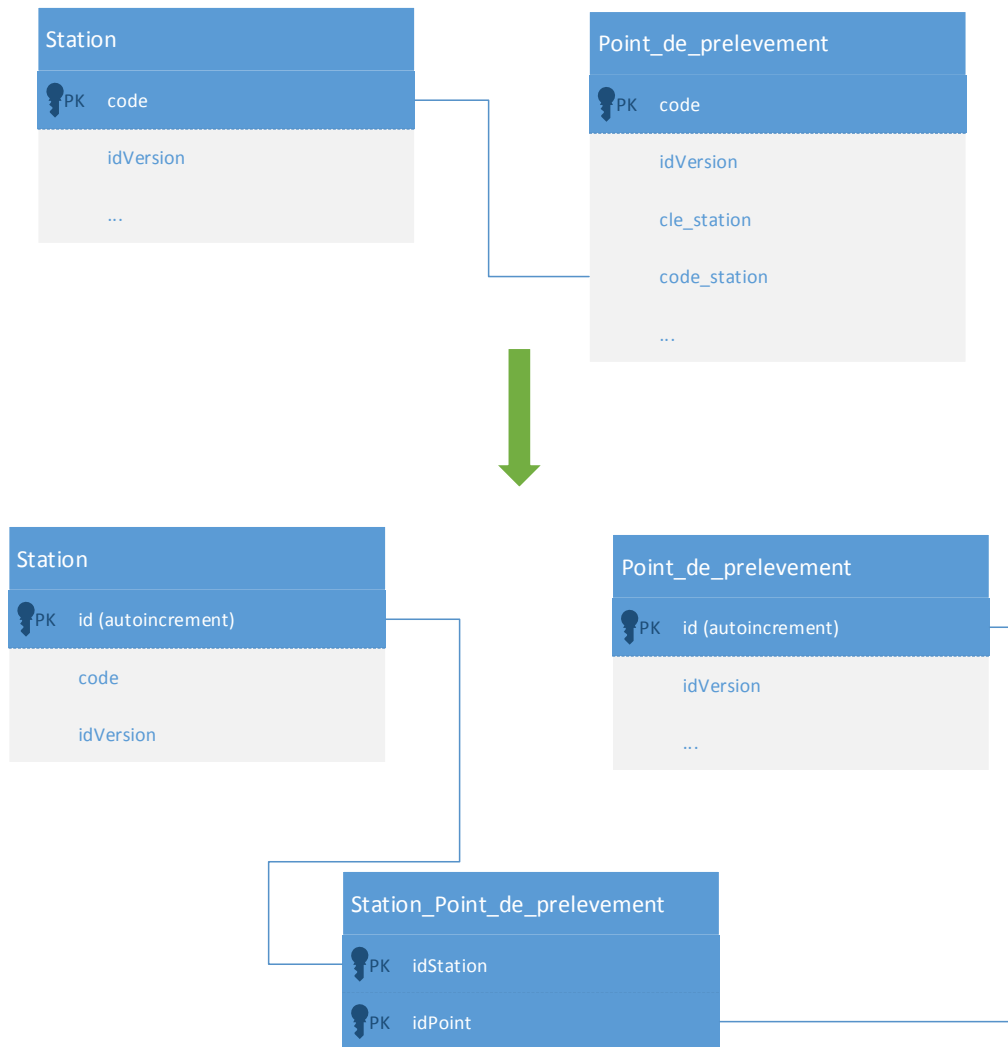 Station
PK code
idVersion
...
Point_de_prelevement
PK code
idVersion
cle_station
code_station
...
Station
PK id (autoincrement)
code
idVersion
Point_de_prelevement
PK id (autoincrement)
idVersion
...
Station_Point_de_prelevement
PK idStation
PK idPoint